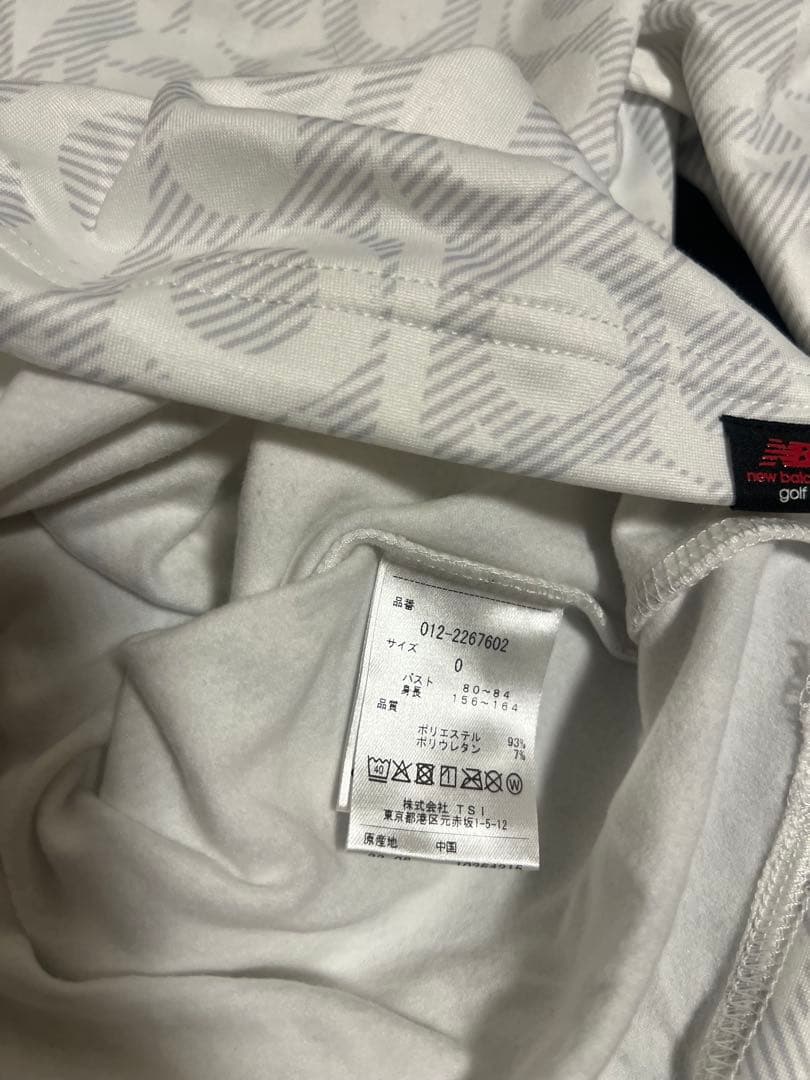 new balance
golf
品番
012-2267602
サイズ
0
バスト 80~84
身長 156~164
品質
ポリエステル 93%
ポリウレタン 7%
40
株式会社 TSI
東京都港区元赤坂1-5-12
原産地 中国